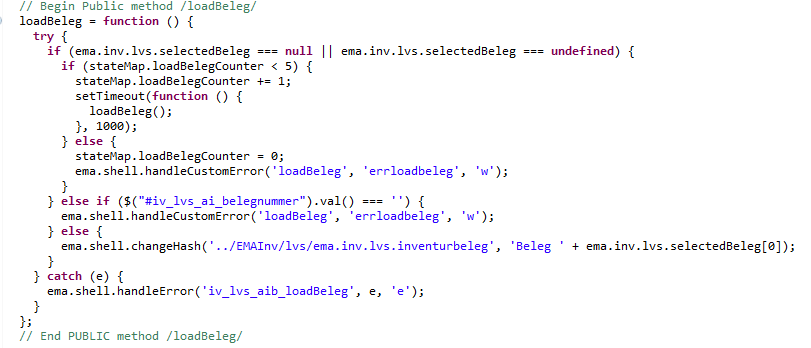 // Begin Public method /loadBeleg/
loadBeleg = function () {
  try {
    if (ema.inv.lvs.selectedBeleg === null || ema.inv.lvs.selectedBeleg === undefined) {
      if (stateMap.loadBelegCounter < 5) {
        stateMap.loadBelegCounter += 1;
        setTimeout(function () {
          loadBeleg();
        }, 1000);
      } else {
        stateMap.loadBelegCounter = 0;
        ema.shell.handleCustomError('loadBeleg', 'errloadbeleg', 'w');
      }
    } else if ($("#iv_lvs_ai_belegnummer").val() === '') {
      ema.shell.handleCustomError('loadBeleg', 'errloadbeleg', 'w');
    } else {
      ema.shell.changeHash('../EMAInv/lvs/ema.inv.lvs.inventurbeleg', 'Beleg ' + ema.inv.lvs.selectedBeleg[0]);
    }
  } catch (e) {
    ema.shell.handleError('iv_lvs_aib_loadBeleg', e, 'e');
  }
};
// End PUBLIC method /loadBeleg/